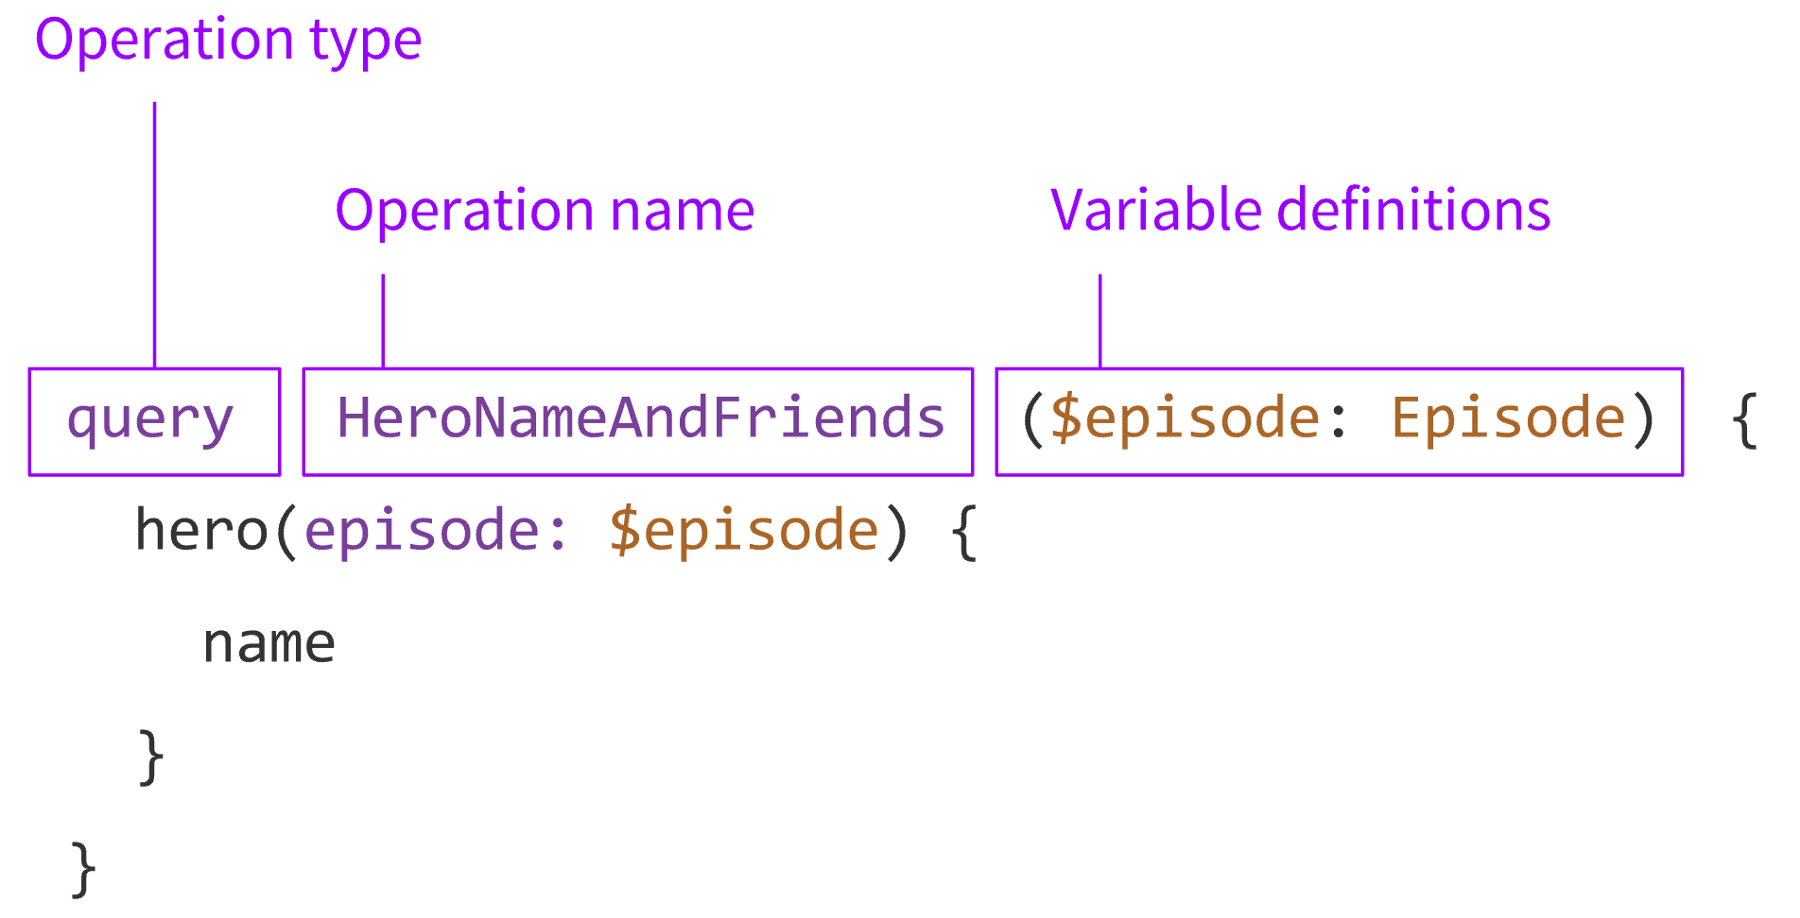 Operation type
Operation name Variable definitions
query HeroNameAndFriends ($episode: Episode) {
hero(episode: $episode) {
name
}
}